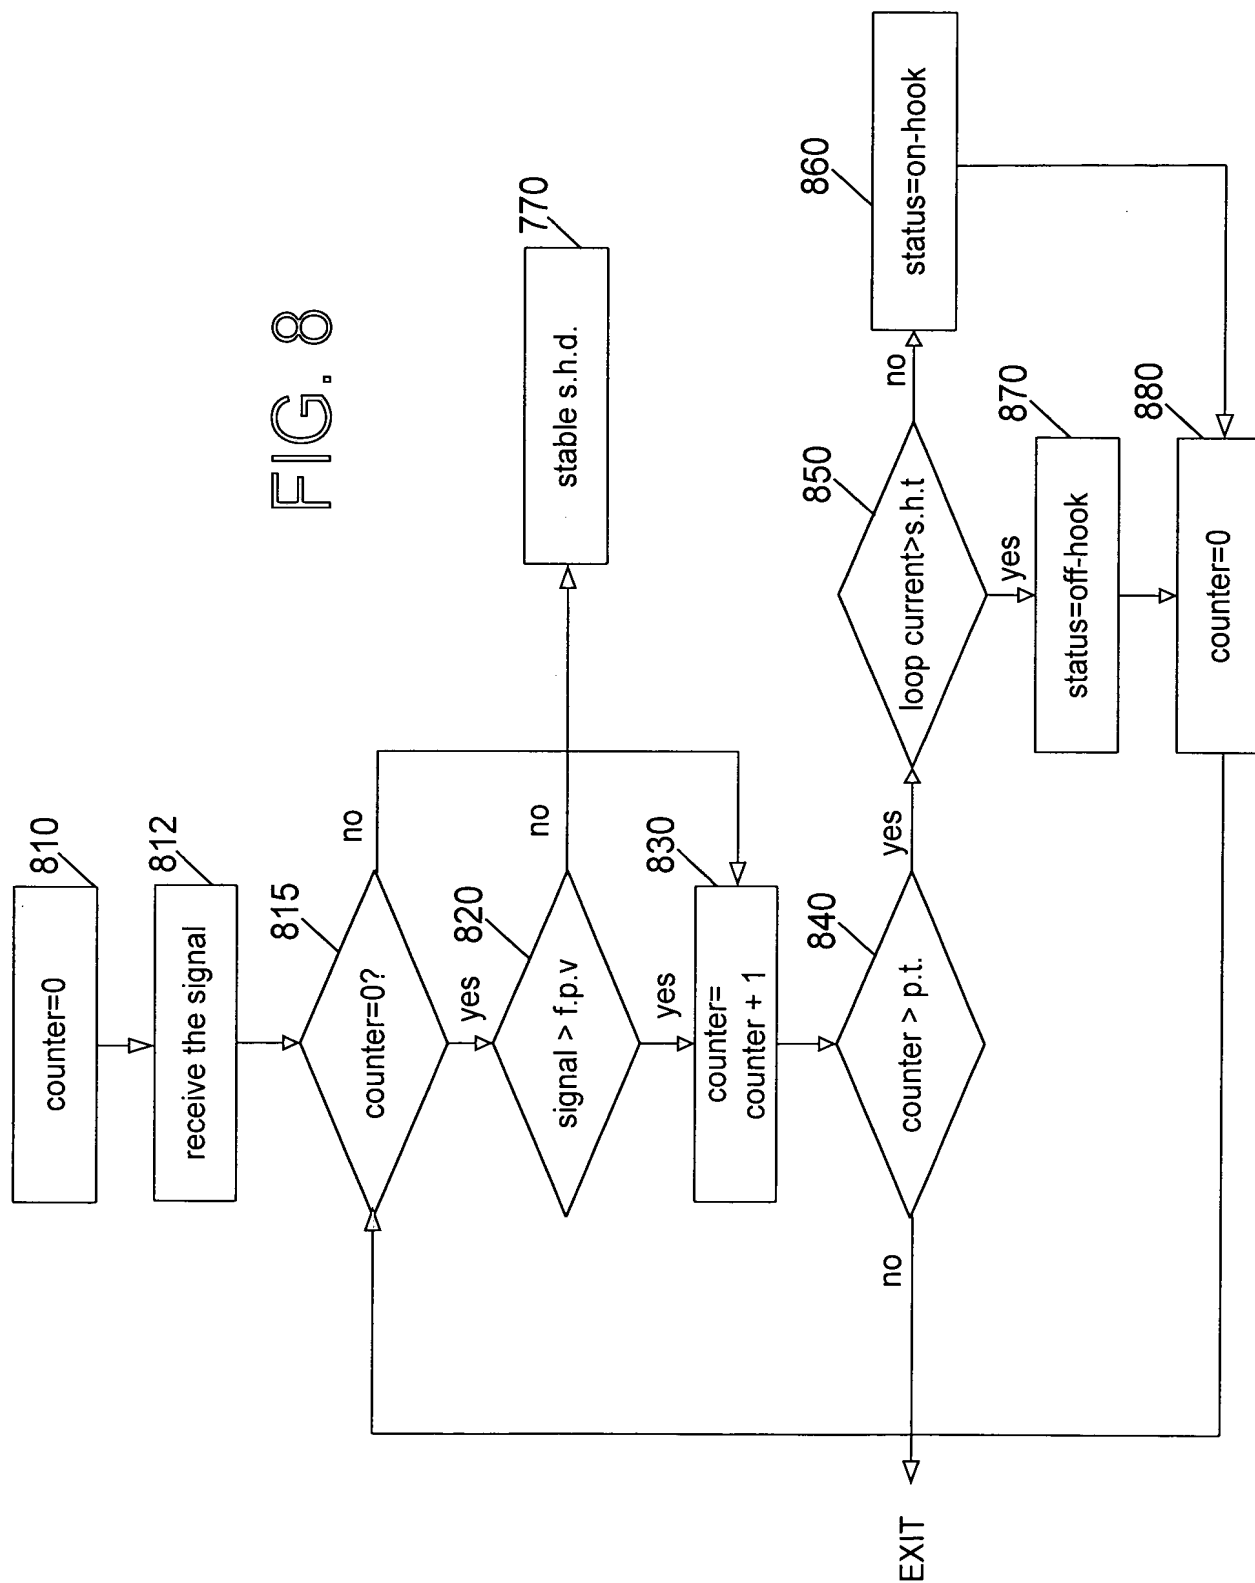 FIG. 8
810
counter=0
812
receive the signal
815
counter=0?
no
yes
820
signal > f.p.v
no
770
stable s.h.d.
yes
830
counter=
counter + 1
840
counter > p.t.
no
EXIT
yes
850
loop current>s.h.t
no
860
status=on-hook
yes
870
status=off-hook
880
counter=0